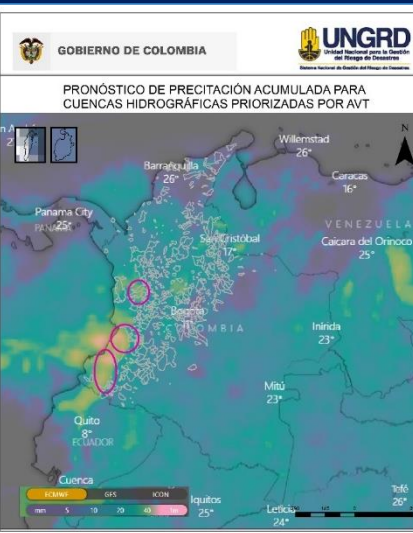 GOBIERNO DE COLOMBIA
UNGRD
Unidad Nacional para la Gestión
del Riesgo de Desastres
Sistema Nacional de Gestión del Riesgo de Desastres
PRONÓSTICO DE PRECITACIÓN ACUMULADA PARA
CUENCAS HIDROGRÁFICAS PRIORIZADAS POR AVT
N
Willemstad
26°
Barranquilla
26°
Caracas
16°
Panama City
25°
VENEZUELA
San Cristóbal
17°
Caicara del Orinoco
25°
Bogotá
COLOMBIA
Inírida
23°
Mitú
23°
Quito
8°
ECUADOR
Cuenca
ECMWF GFS ICON
mm 5 10 20 40
Iquitos
25°
Leticia
24°
Tefé
26°